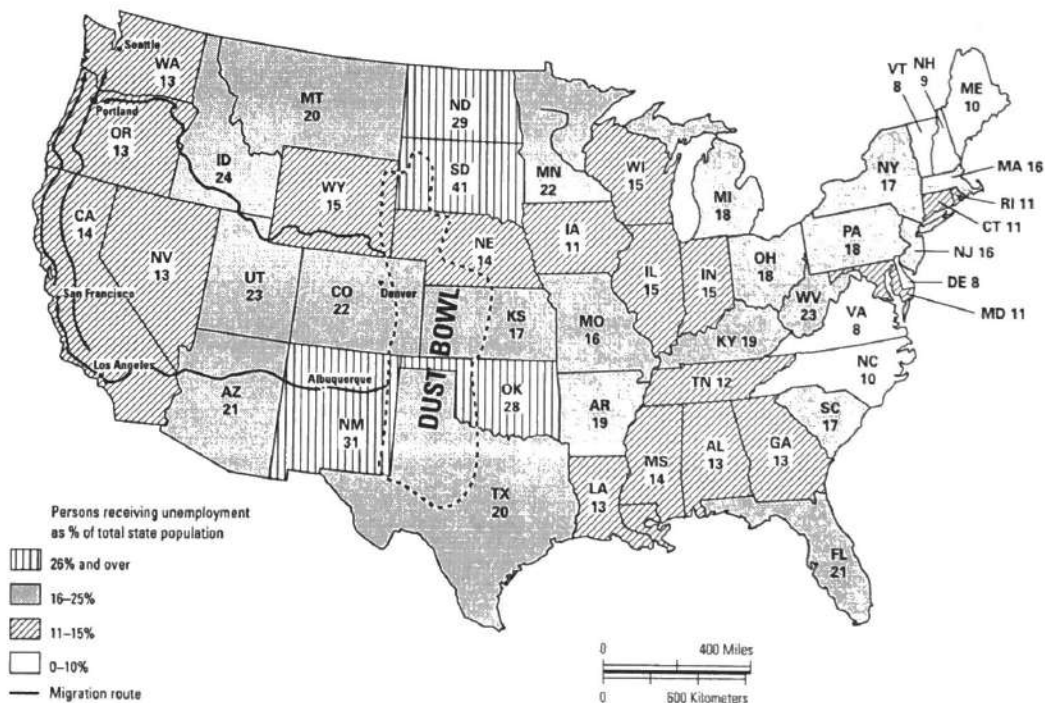 Seattle
WA
13
Portland
OR
13
MT
20
ID
24
WY
15
ND
29
SD
41
MN
22
WI
15
MI
18
VT
8
NH
9
ME
10
NY
17
MA 16
RI 11
CT 11
NJ 16
DE 8
MD 11
PA
18
OH
18
WV
23
VA
8
IN
15
IL
15
IA
11
NE
14
CA
14
NV
13
UT
23
CO
22
Denver
KS
17
MO
16
KY 19
NC
10
TN 12
SC
17
San Francisco
Los Angeles
Albuquerque
AZ
21
NM
31
DUST BOWL
OK
28
AR
19
TX
20
LA
13
MS
14
AL
13
GA
13
FL
21
Persons receiving unemployment
as % of total state population
26% and over
16–25%
11–15%
0–10%
Migration route
0 400 Miles
0 600 Kilometers